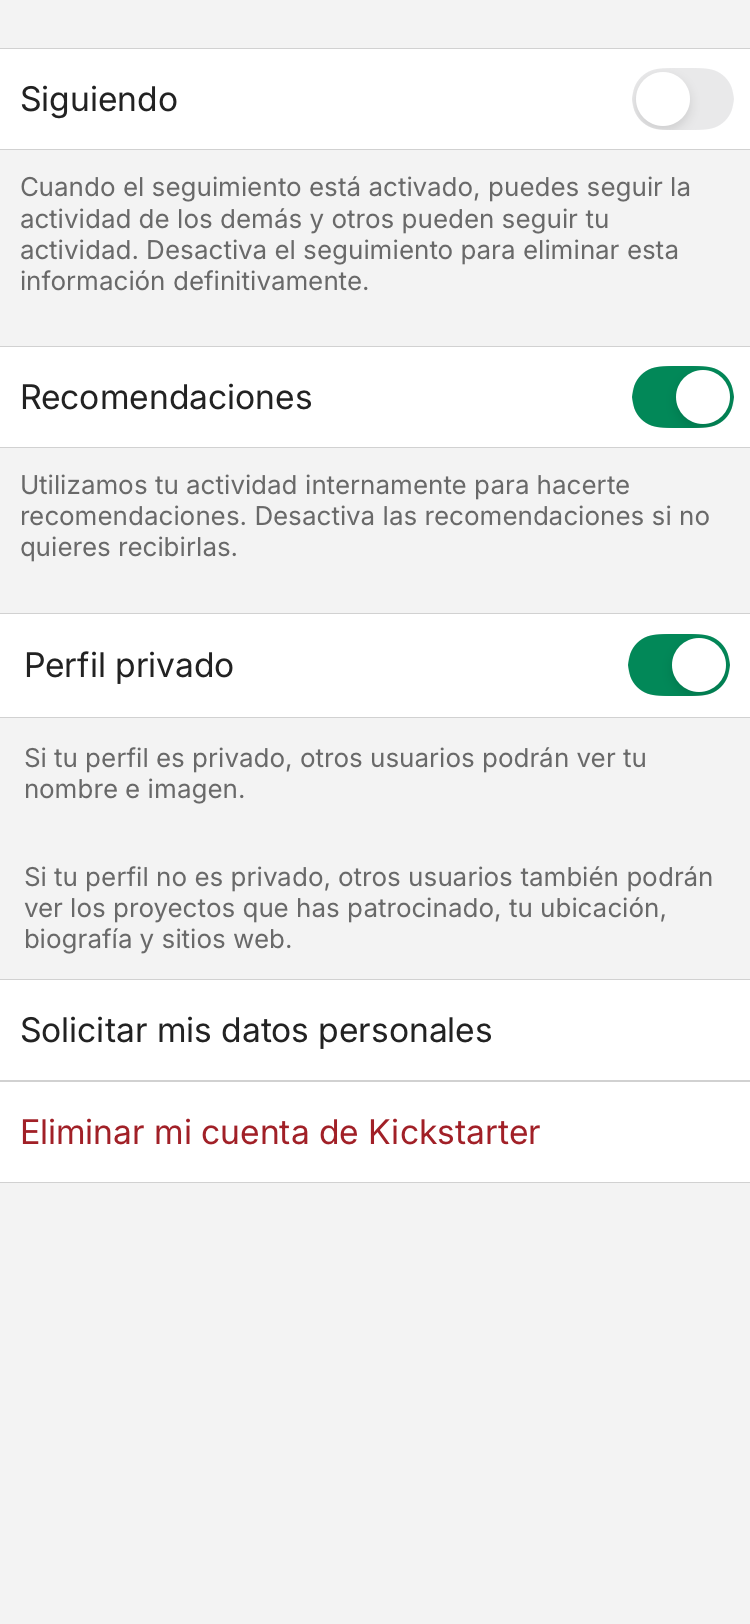 Siguiendo
Cuando el seguimiento está activado, puedes seguir la
actividad de los demás y otros pueden seguir tu
actividad. Desactiva el seguimiento para eliminar esta
información definitivamente.
Recomendaciones
Utilizamos tu actividad internamente para hacerte
recomendaciones. Desactiva las recomendaciones si no
quieres recibirlas.
Perfil privado
Si tu perfil es privado, otros usuarios podrán ver tu
nombre e imagen.
Si tu perfil no es privado, otros usuarios también podrán
ver los proyectos que has patrocinado, tu ubicación,
biografía y sitios web.
Solicitar mis datos personales
Eliminar mi cuenta de Kickstarter